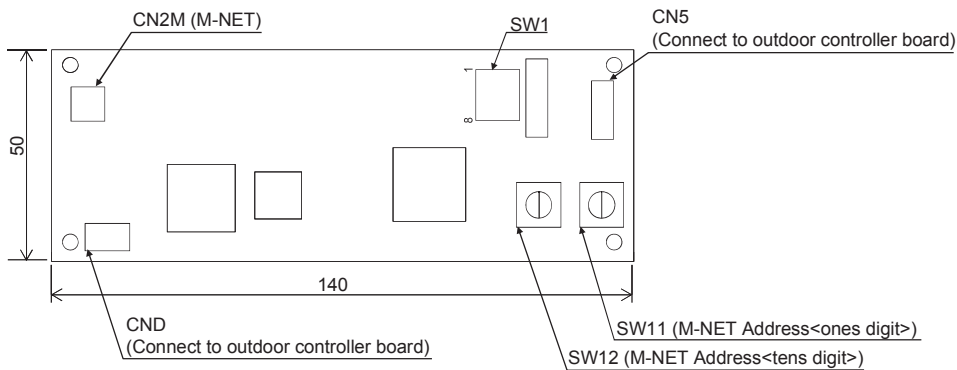 CN2M (M-NET)
SW1
CN5
(Connect to outdoor controller board)
1
8
50
140
CND
(Connect to outdoor controller board)
SW11 (M-NET Address<ones digit>)
SW12 (M-NET Address<tens digit>)